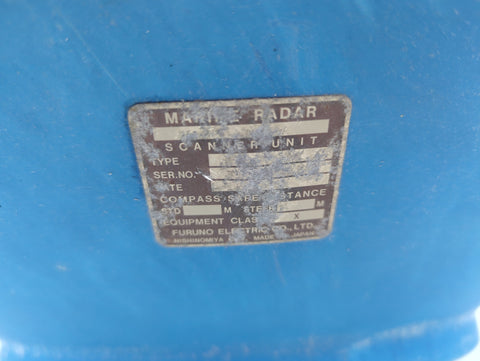 MARINE RADAR
SCANNER UNIT
TYPE
SER.NO.
DATE
COMPASS SAFE DISTANCE
STD M STEER M
EQUIPMENT CLASS X
FURUNO ELECTRIC CO., LTD.
NISHINOMIYA MADE IN JAPAN